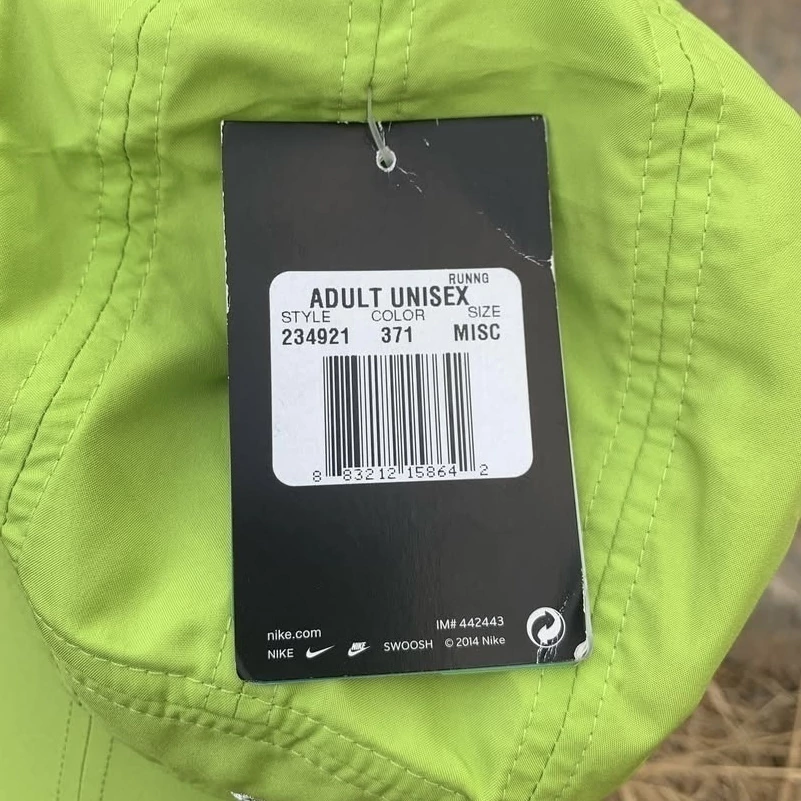 RUNNG
ADULT UNISEX
STYLE COLOR SIZE
234921 371 MISC
8 83212 15864 2
nike.com IM# 442443
NIKE NIKE SWOOSH © 2014 Nike